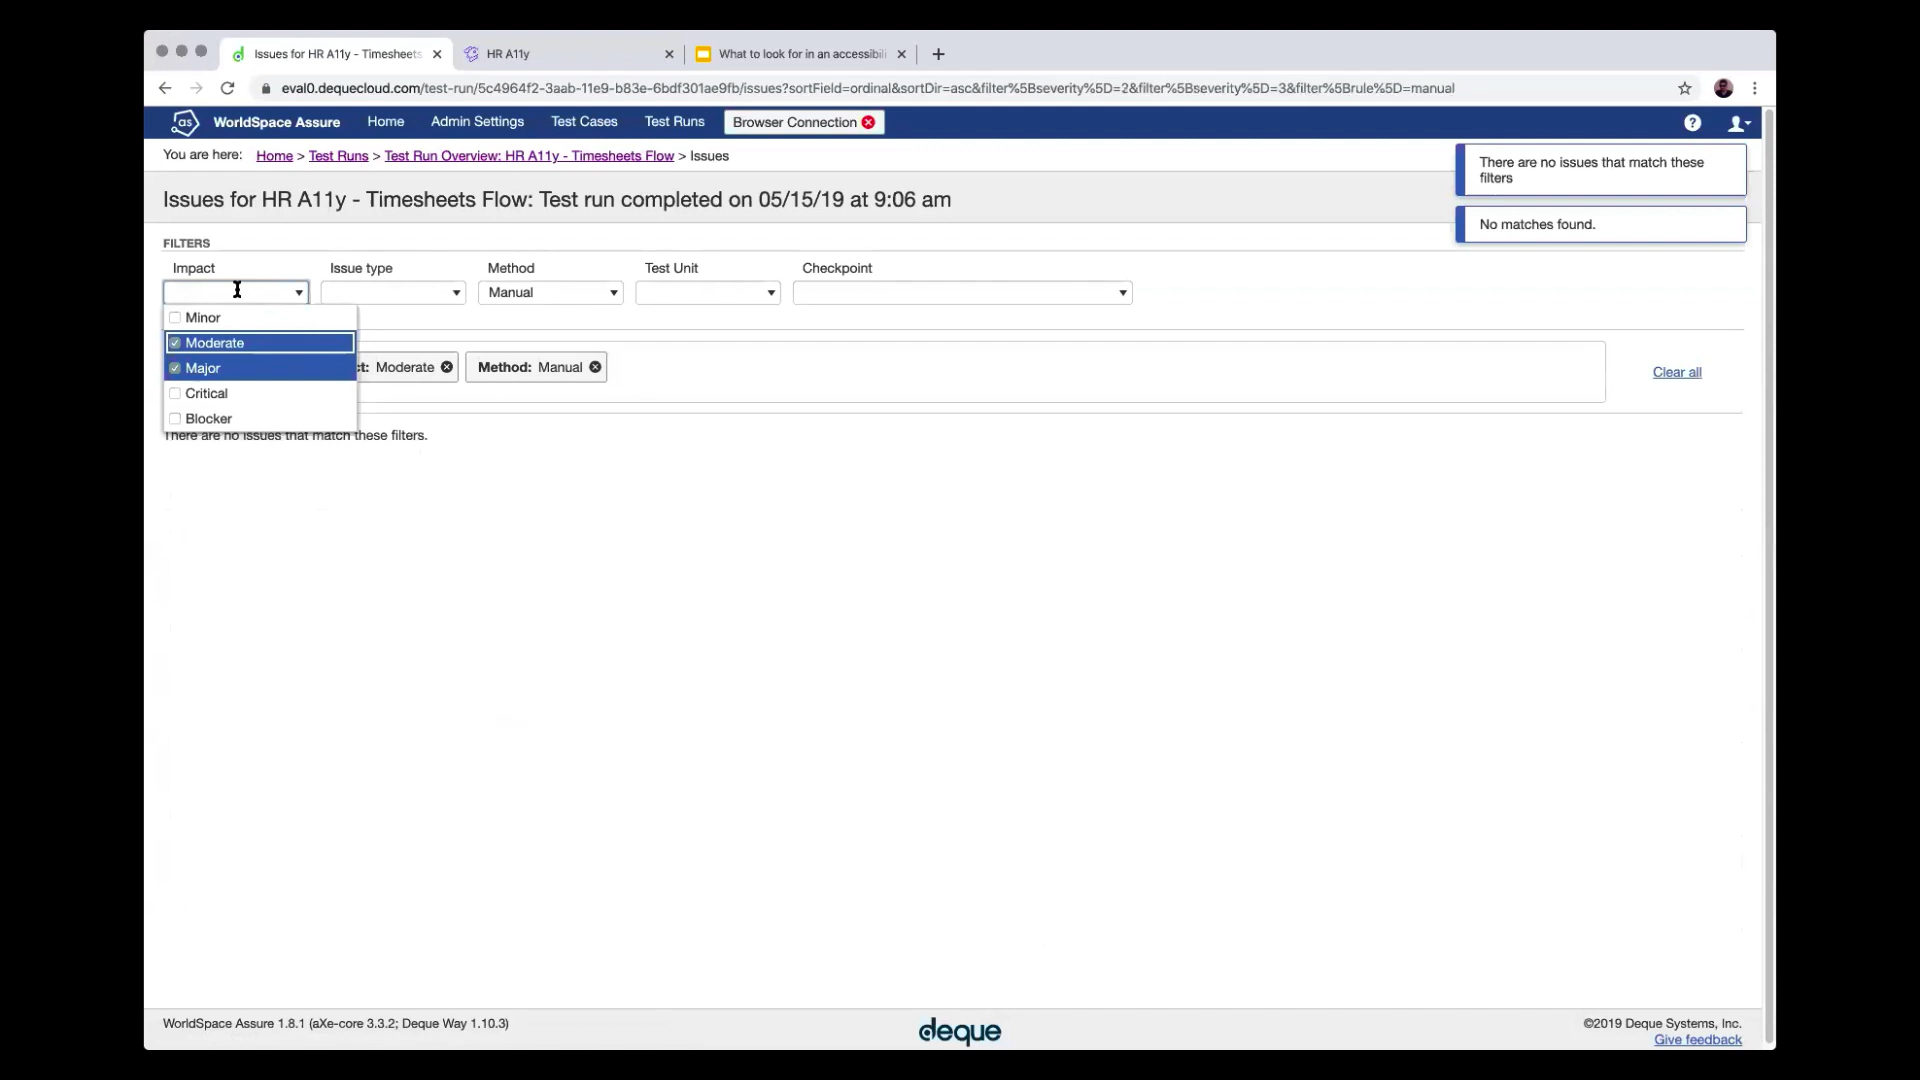 Issues for HR A11y - Timesheets
HR A11y
What to look for in an accessibili
eval0.dequecloud.com/test-run/5c4964f2-3aab-11e9-b83e-6bdf301ae9fb/issues?sortField=ordinal&sortDir=asc&filter%5Bseverity%5D=2&filter%5Bseverity%5D=3&filter%5Brule%5D=manual
as WorldSpace Assure Home Admin Settings Test Cases Test Runs Browser Connection
You are here: Home > Test Runs > Test Run Overview: HR A11y - Timesheets Flow > Issues
There are no issues that match these
filters
No matches found.
Issues for HR A11y - Timesheets Flow: Test run completed on 05/15/19 at 9:06 am
FILTERS
Impact Issue type Method Test Unit Checkpoint
Manual
Minor
Moderate
Major
Critical
Blocker
ct: Moderate Method: Manual
Clear all
There are no issues that match these filters.
WorldSpace Assure 1.8.1 (aXe-core 3.3.2; Deque Way 1.10.3)
deque
©2019 Deque Systems, Inc.
Give feedback